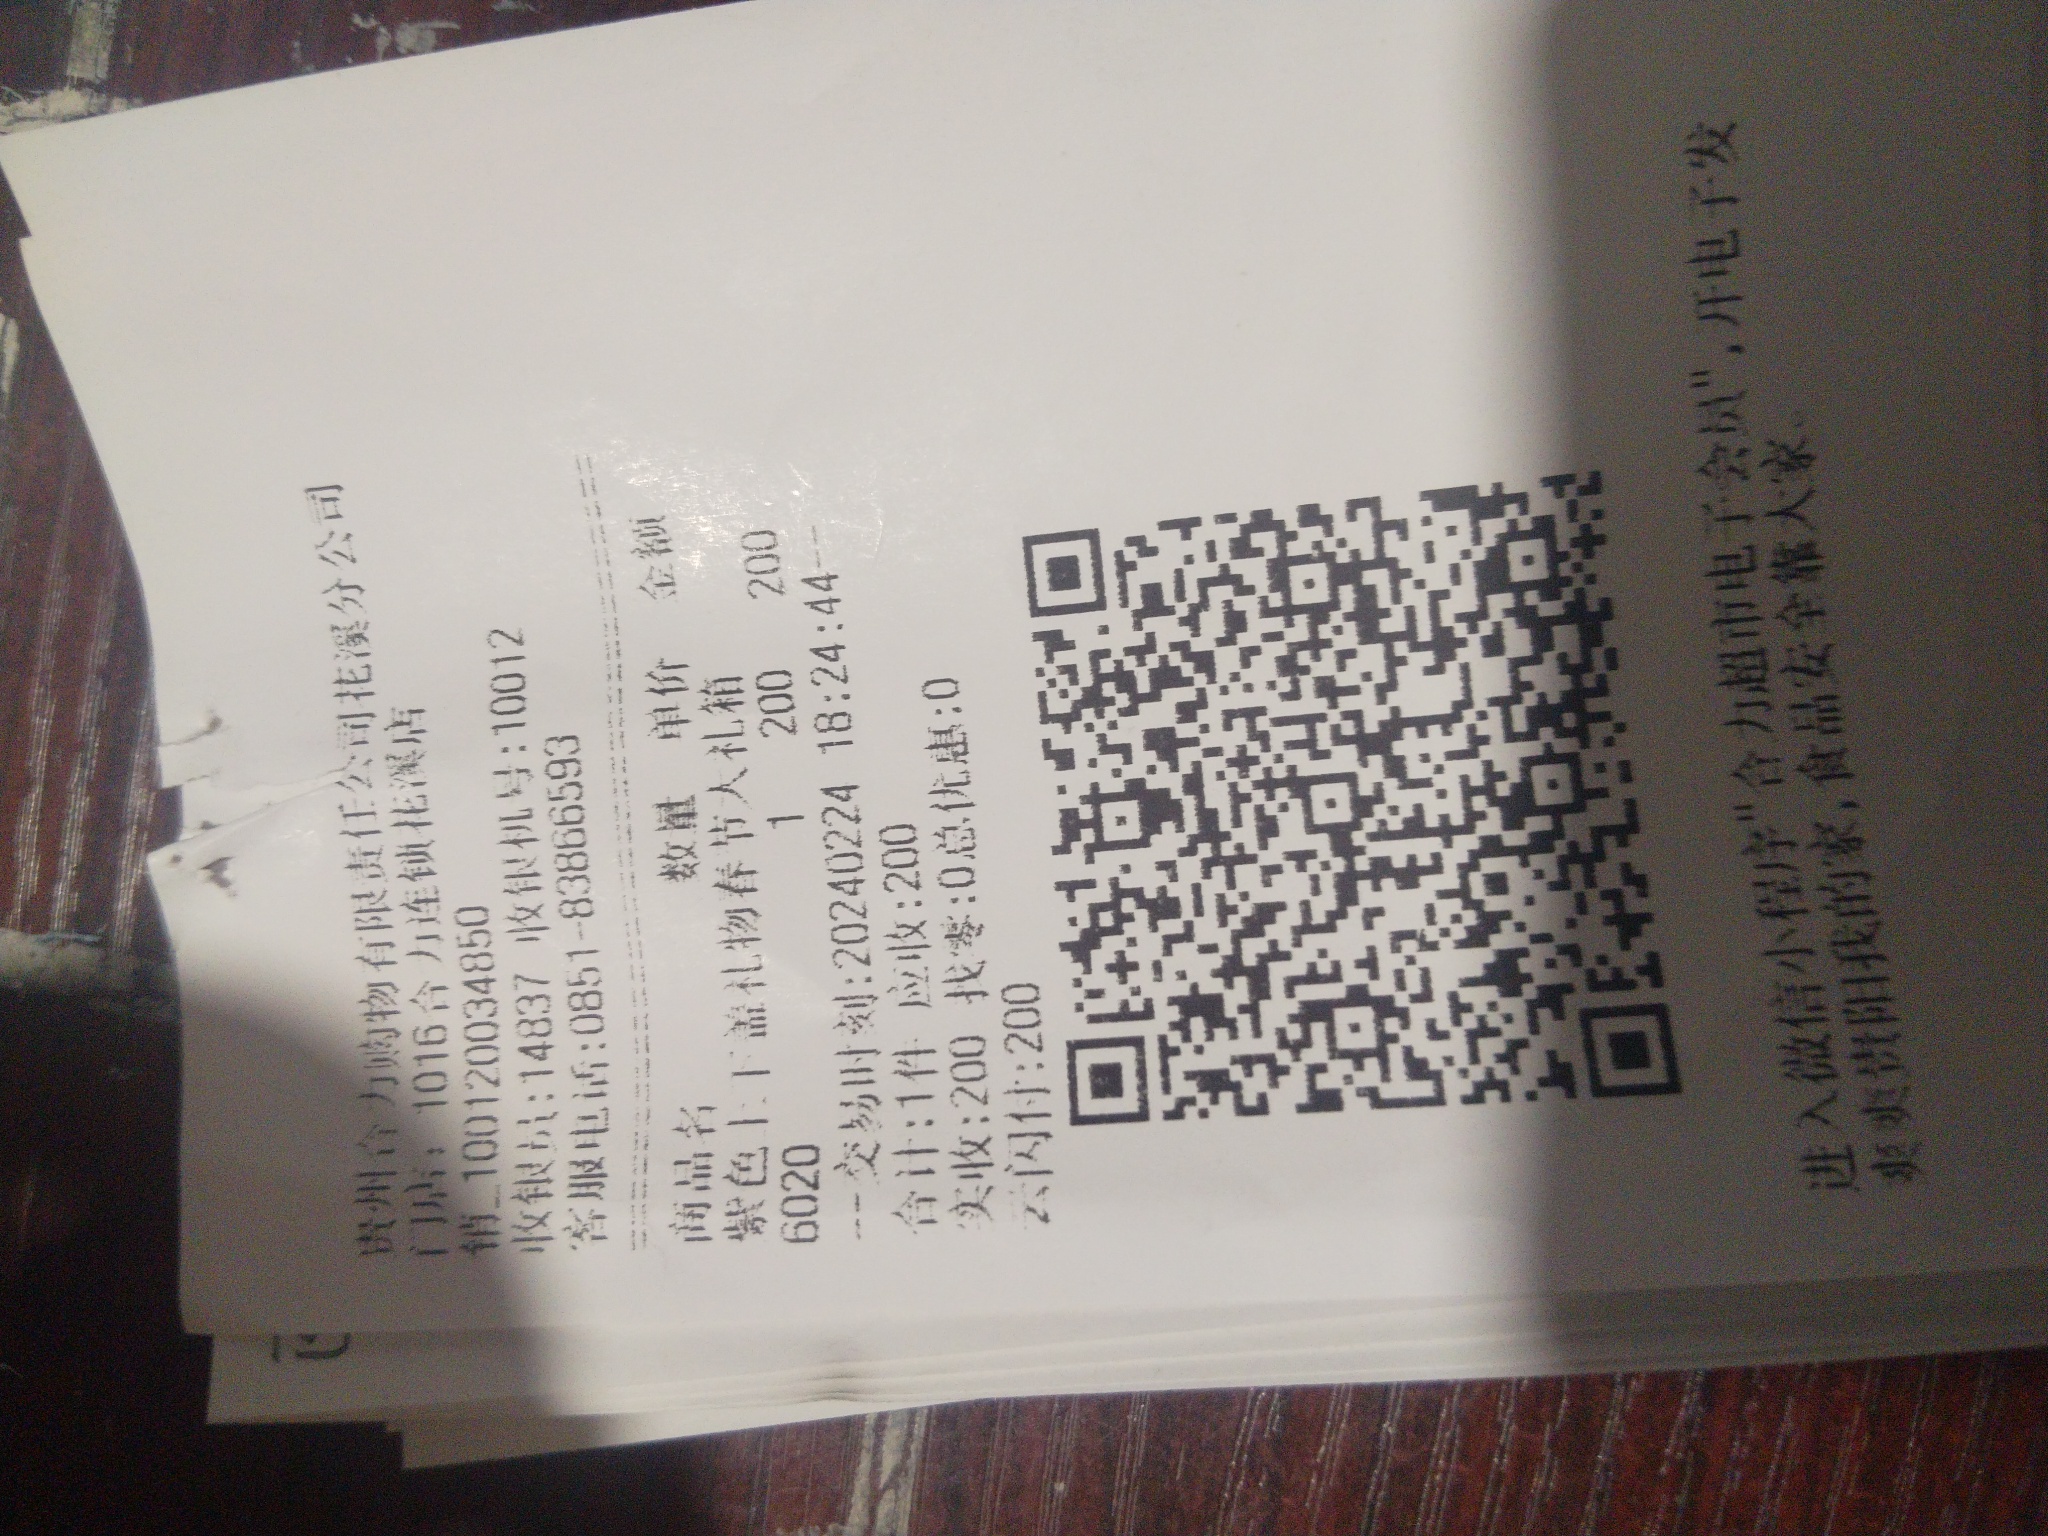 贵州合力购物有限责任公司花溪分公司
门店: 1016合力连锁花溪店
销_100120034850
收银员:14837 收银机号:10012
客服电话:0851-83866593
商品名 数量 单价 金额
紫色上下盖礼物春节大礼箱
6020 1 200 200
---交易时刻:20240224 18:24:44--
合计:1件 应收:200
实收:200 找零:0总优惠:0
云闪付:200
进入微信小程序"合力超市电子会员", 开电子发
爽爽贵阳我的家, 食品安全靠大家。